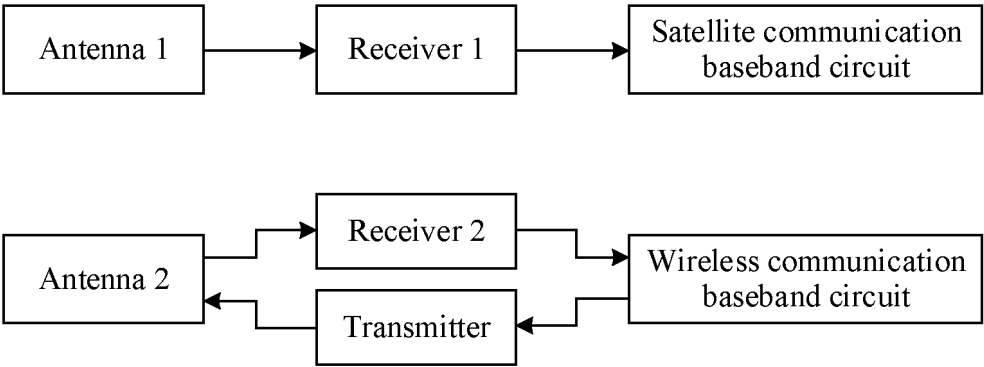 Antenna 1
Receiver 1
Satellite communication
baseband circuit
Antenna 2
Receiver 2
Transmitter
Wireless communication
baseband circuit